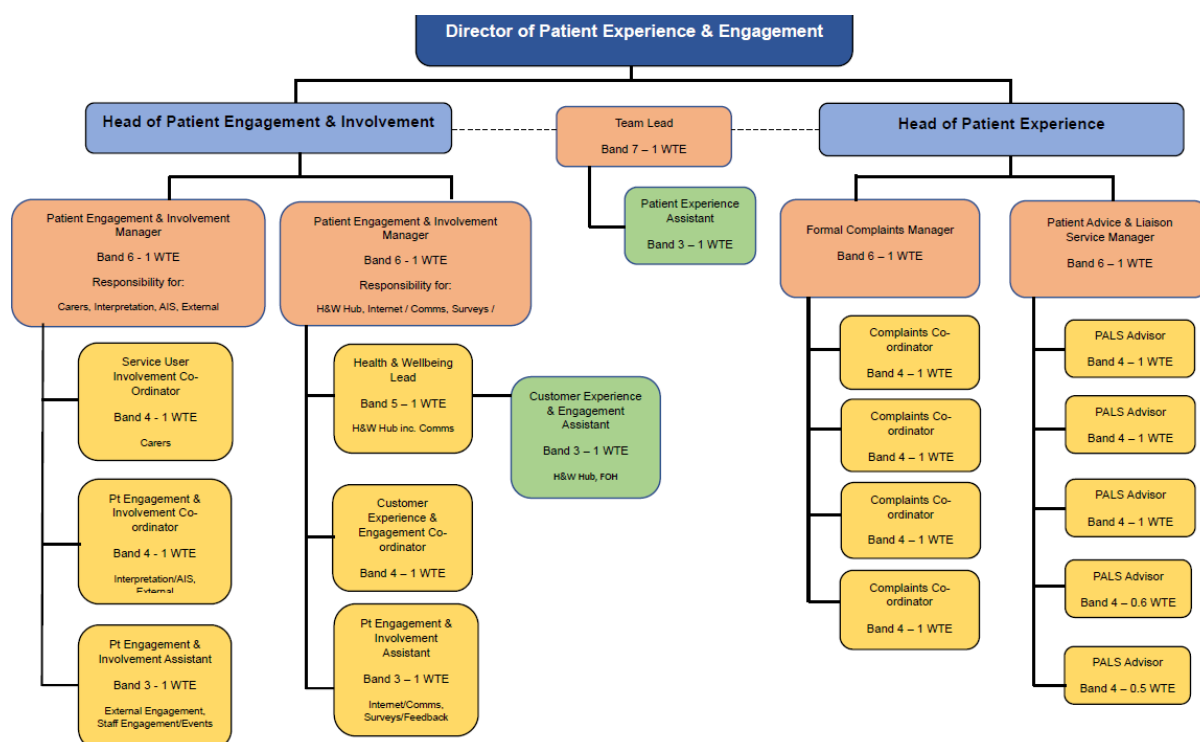 Director of Patient Experience & Engagement
Head of Patient Engagement & Involvement
Team Lead
Band 7 – 1 WTE
Head of Patient Experience
Patient Experience
Assistant
Band 3 – 1 WTE
Patient Engagement & Involvement
Manager
Band 6 - 1 WTE
Responsibility for:
Carers, Interpretation, AIS, External
Patient Engagement & Involvement
Manager
Band 6 - 1 WTE
Responsibility for:
H&W Hub, Internet / Comms, Surveys /
Formal Complaints Manager
Band 6 – 1 WTE
Patient Advice & Liaison
Service Manager
Band 6 – 1 WTE
Service User
Involvement Co-
Ordinator
Band 4 - 1 WTE
Carers
Pt Engagement &
Involvement Co-
ordinator
Band 4 - 1 WTE
Interpretation/AIS,
External
Pt Engagement &
Involvement Assistant
Band 3 - 1 WTE
External Engagement,
Staff Engagement/Events
Health & Wellbeing
Lead
Band 5 – 1 WTE
H&W Hub inc. Comms
Customer Experience
& Engagement
Assistant
Band 3 – 1 WTE
H&W Hub, FOH
Customer Experience &
Engagement Co-
ordinator
Band 4 – 1 WTE
Pt Engagement &
Involvement
Assistant
Band 3 – 1 WTE
Internet/Comms,
Surveys/Feedback
Complaints Co-
ordinator
Band 4 – 1 WTE
Complaints Co-
ordinator
Band 4 – 1 WTE
Complaints Co-
ordinator
Band 4 – 1 WTE
Complaints Co-
ordinator
Band 4 – 1 WTE
PALS Advisor
Band 4 – 1 WTE
PALS Advisor
Band 4 – 1 WTE
PALS Advisor
Band 4 – 1 WTE
PALS Advisor
Band 4 – 0.6 WTE
PALS Advisor
Band 4 – 0.5 WTE